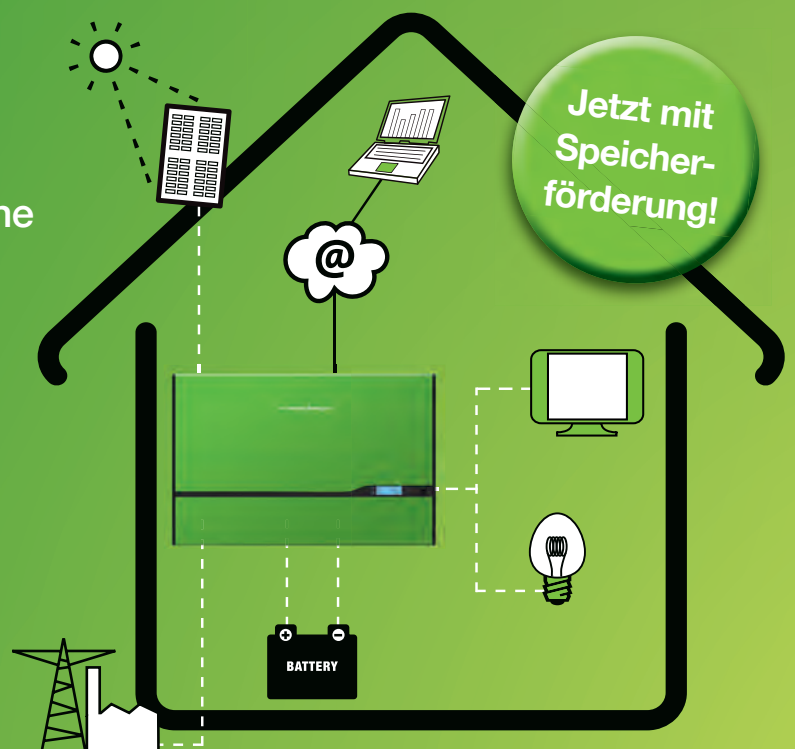 ne
Jetzt mit
Speicher-
förderung!
@
+ −
BATTERY